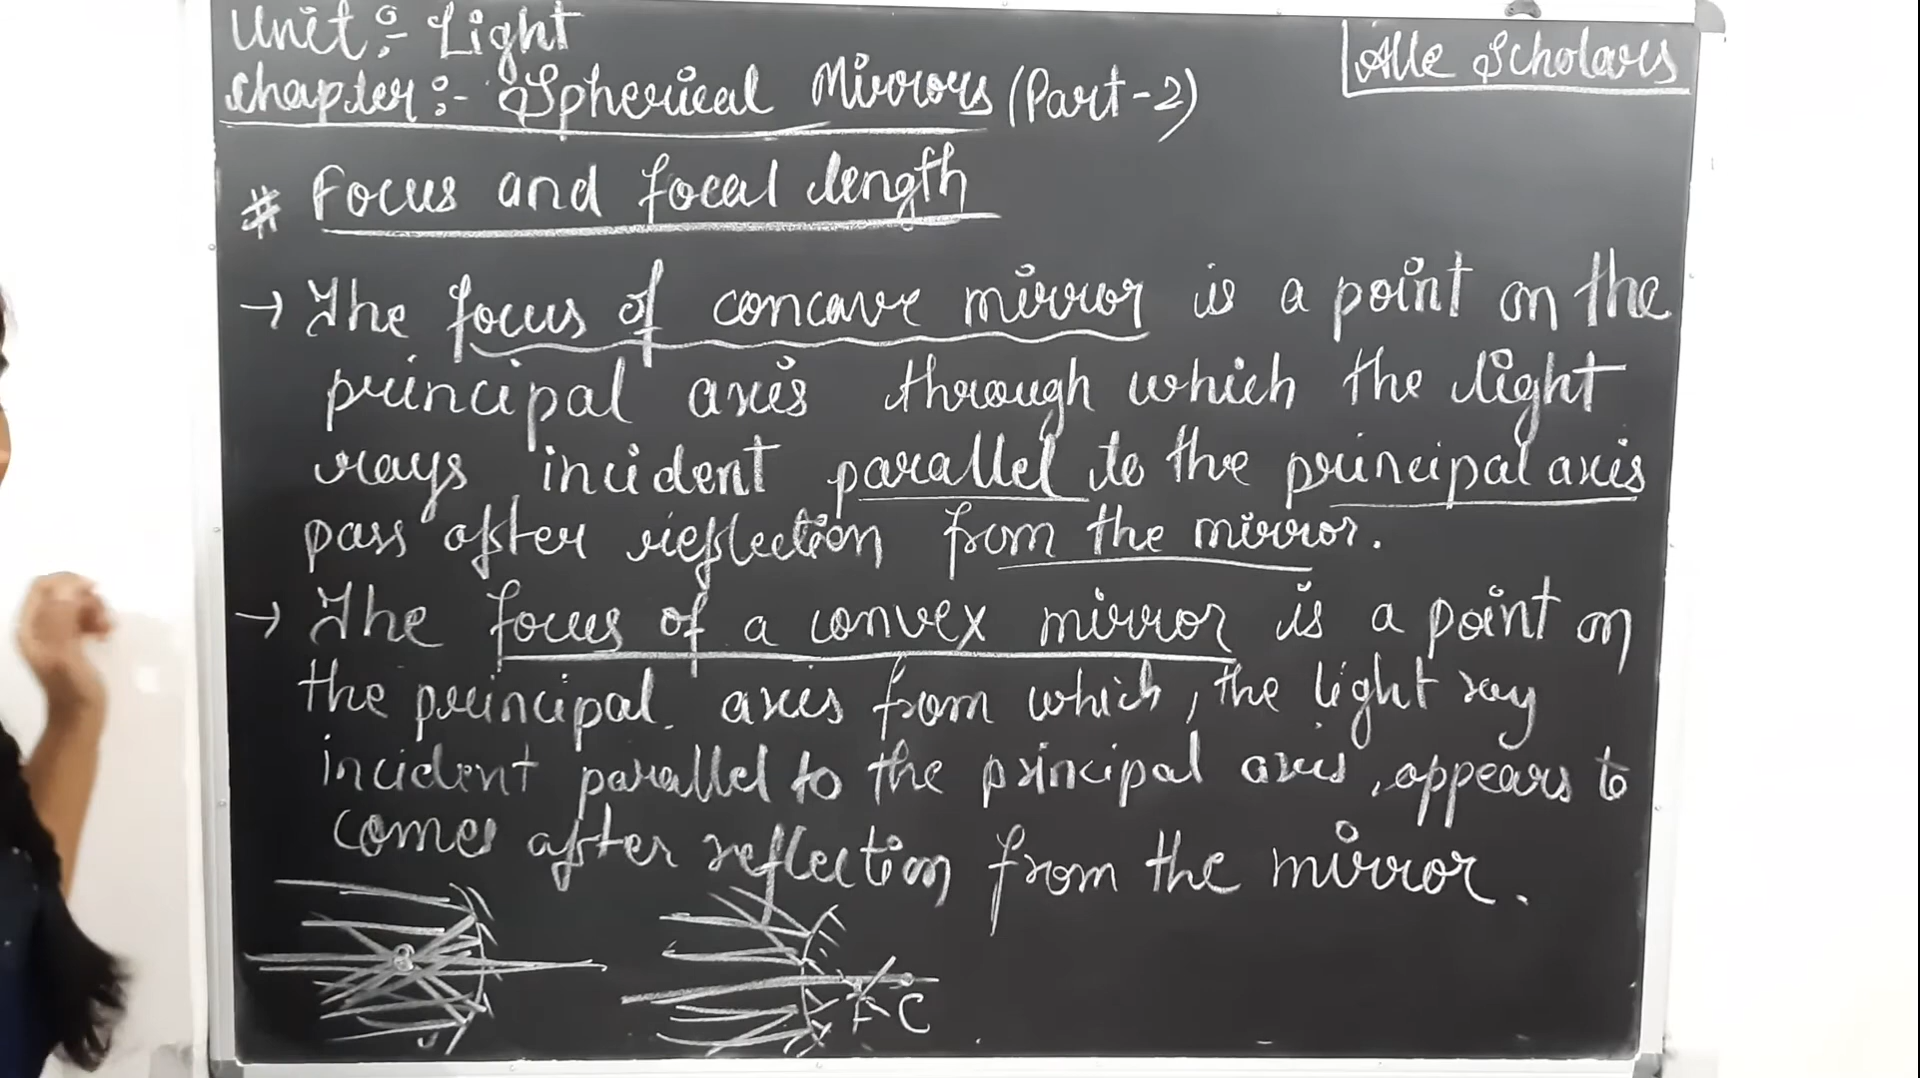 Unit :- Light
Alle Scholars
Chapter :- Spherical Mirrors (Part-2)
# Focus and focal length
→ The focus of concave mirror is a point on the
principal axis through which the light
rays incident parallel to the principal axis
pass after reflection from the mirror.
→ The focus of a convex mirror is a point on
the principal axis from which, the light ray
incident parallel to the principal axis, appears to
comes after reflection from the mirror.
F C